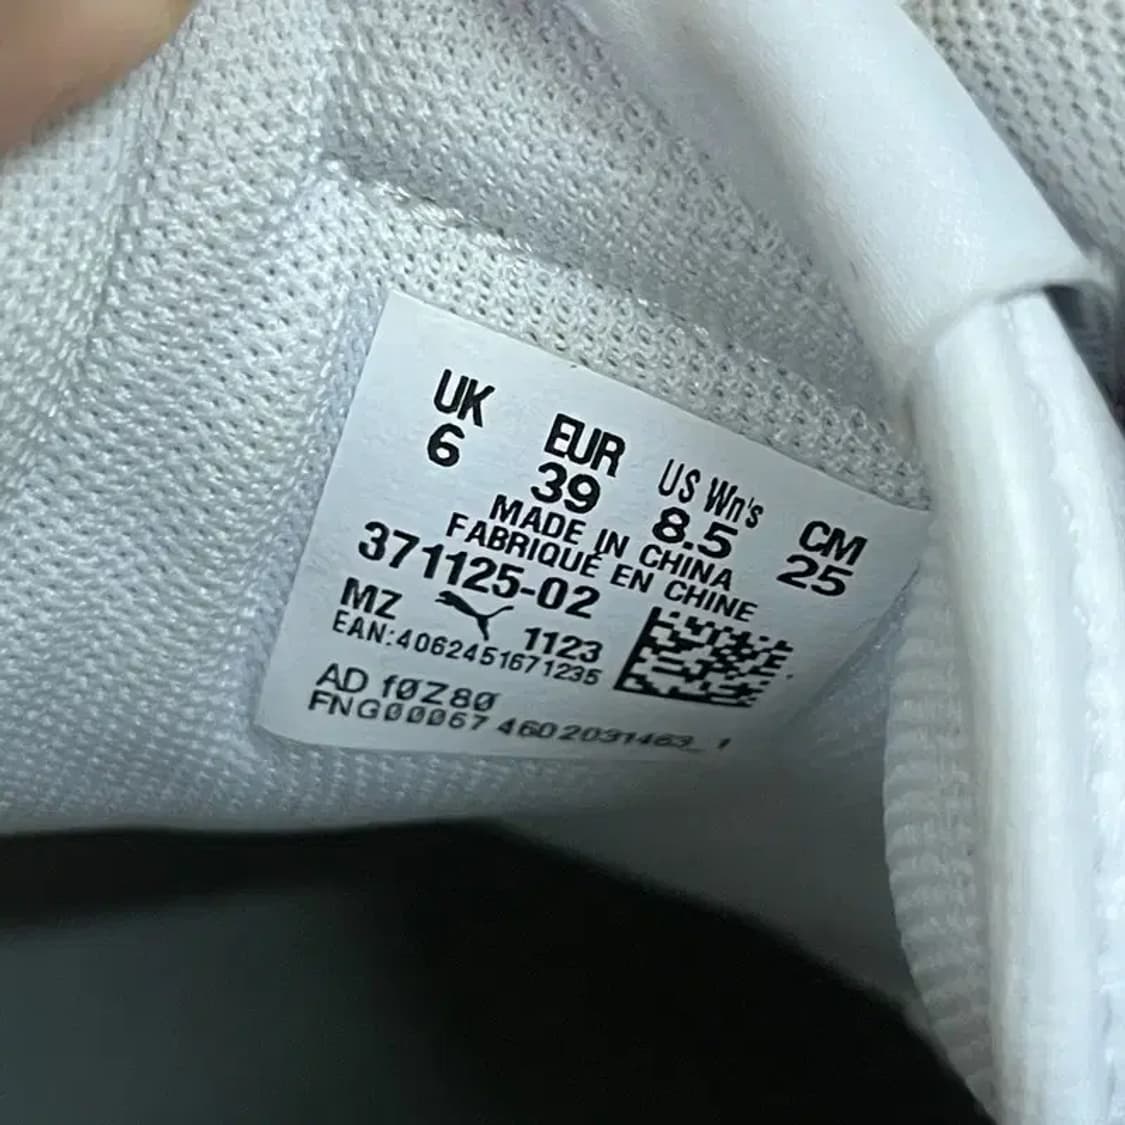 UK EUR US Wn's CM
6 39 8.5 25
MADE IN CHINA
FABRIQUÉ EN CHINE
371125-02
MZ 1123
EAN:4062451671235
AD f0Z80
FNG00067 4602031463_1